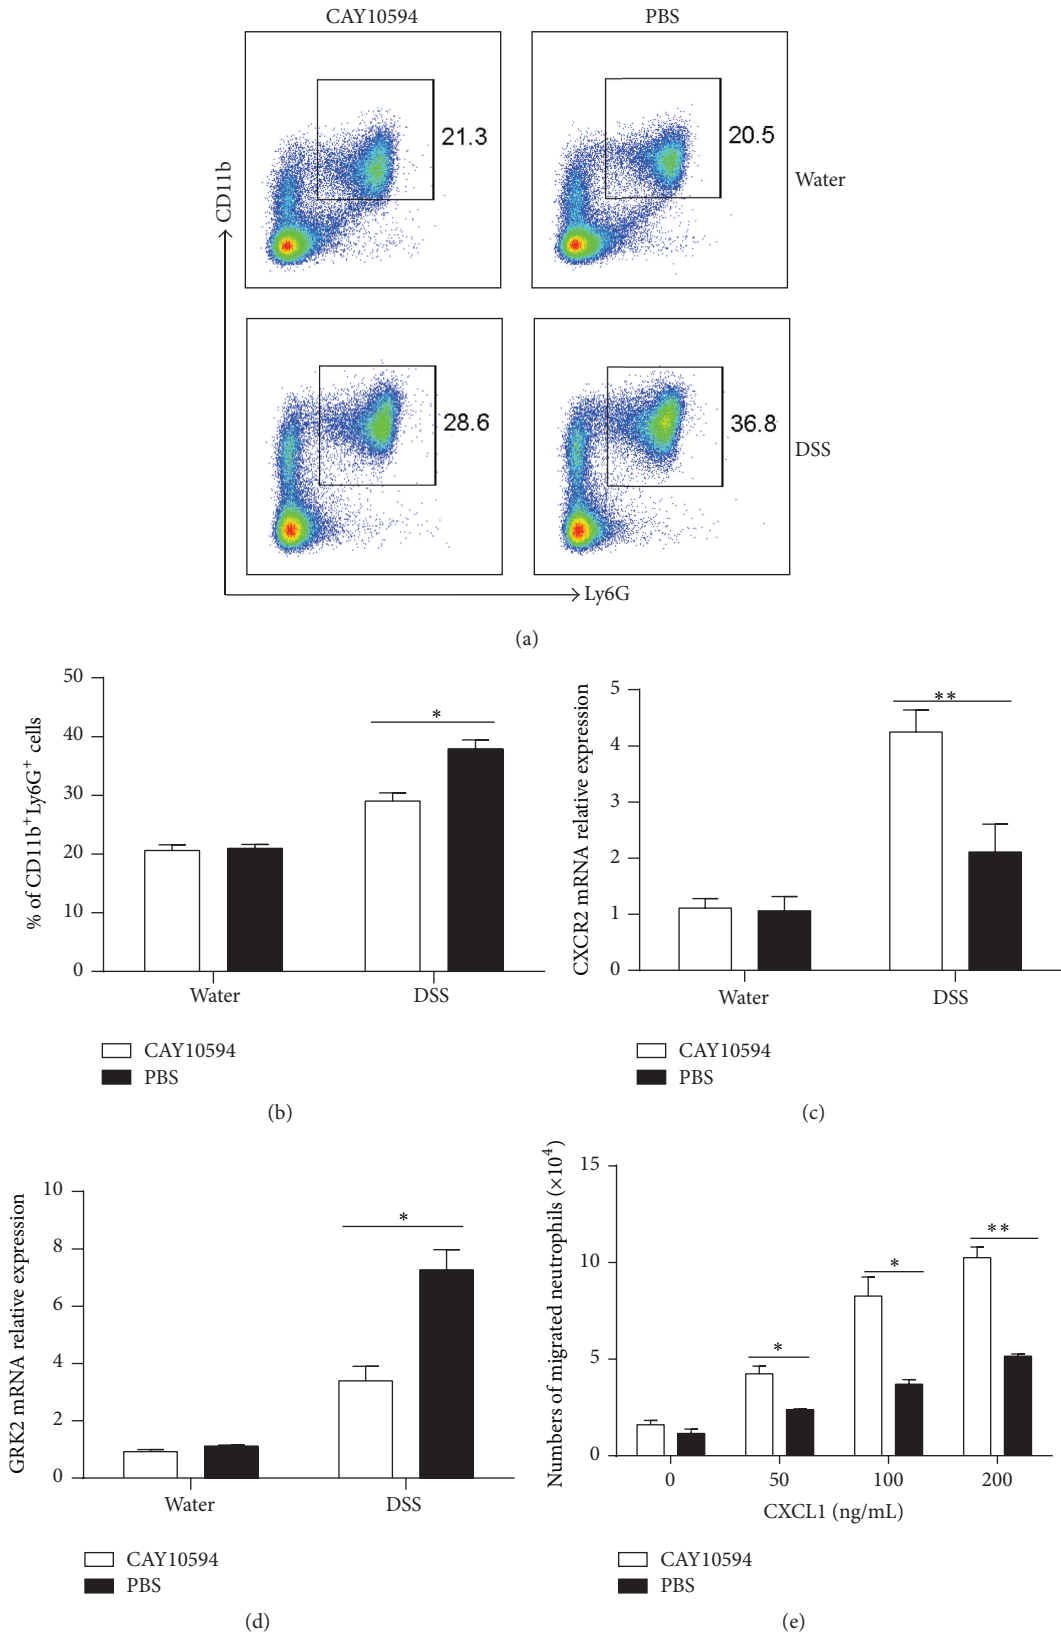 CAY10594 PBS
21.3 20.5
Water
CD11b
28.6 36.8
DSS
Ly6G
(a)
50
40
30
20
10
0
% of CD11b⁺Ly6G⁺ cells
*
Water DSS
CAY10594
PBS
(b)
5
4
3
2
1
0
CXCR2 mRNA relative expression
**
Water DSS
CAY10594
PBS
(c)
10
8
6
4
2
0
GRK2 mRNA relative expression
*
Water DSS
CAY10594
PBS
(d)
15
10
5
0
Numbers of migrated neutrophils (×10⁴)
*
*
**
0 50 100 200
CXCL1 (ng/mL)
CAY10594
PBS
(e)